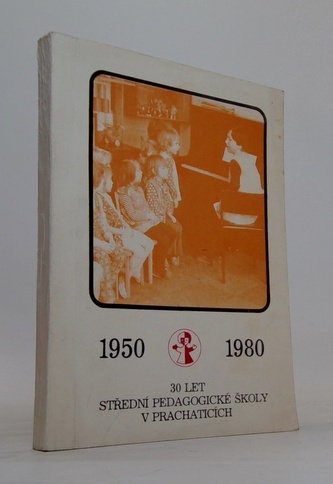 1950 1980
30 LET
STŘEDNÍ PEDAGOGICKÉ ŠKOLY
V PRACHATICÍCH